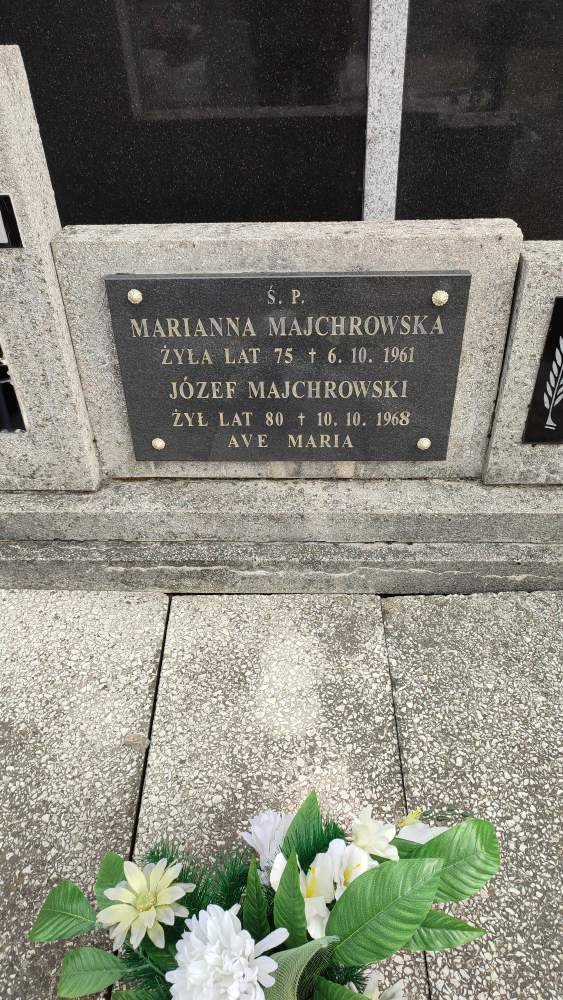 Ś. P.
MARIANNA MAJCHROWSKA
ŻYŁA LAT 75 † 6. 10. 1961
JÓZEF MAJCHROWSKI
ŻYŁ LAT 80 † 10. 10. 1968
AVE MARIA